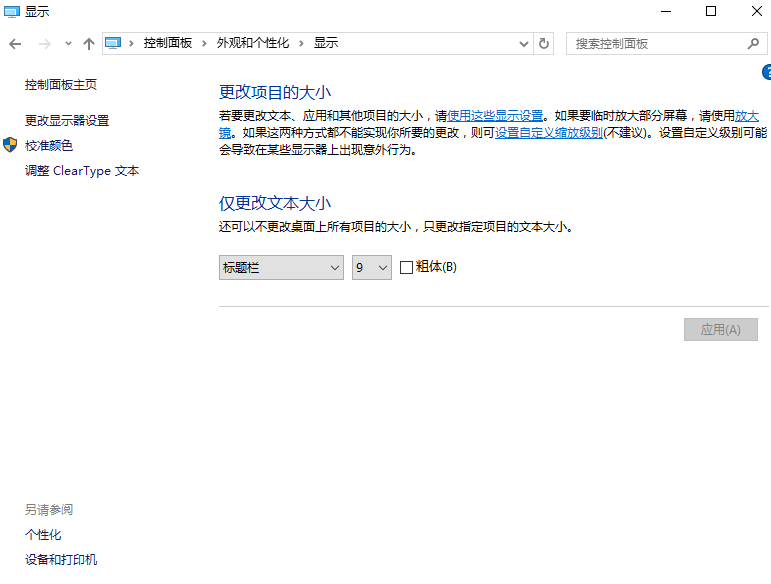 显示
控制面板 › 外观和个性化 › 显示
搜索控制面板
控制面板主页
更改显示器设置
校准颜色
调整 ClearType 文本
更改项目的大小
若要更改文本、应用和其他项目的大小，请使用这些显示设置。如果要临时放大部分屏幕，请使用放大
镜。如果这两种方式都不能实现你所要的更改，则可设置自定义缩放级别(不建议)。设置自定义级别可能
会导致在某些显示器上出现意外行为。
仅更改文本大小
还可以不更改桌面上所有项目的大小，只更改指定项目的文本大小。
标题栏 9 粗体(B)
应用(A)
另请参阅
个性化
设备和打印机